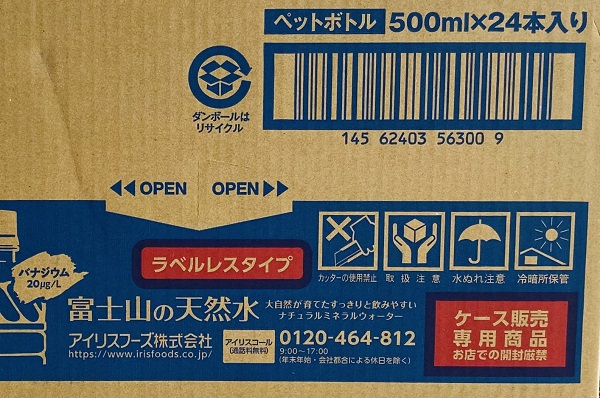 ペットボトル 500ml×24本入り
ダンボールは
リサイクル
145 62403 56300 9
OPEN OPEN
バナジウム
20μg/L
ラベルレスタイプ
カッターの使用禁止 取扱注意 水ぬれ注意 冷暗所保管
富士山の天然水
大自然が育てたすっきりと飲みやすい
ナチュラルミネラルウォーター
アイリスフーズ株式会社
https://www.irisfoods.co.jp/
アイリスコール
(通話料無料)
0120-464-812
9:00～17:00
(年末年始・会社都合による休日を除く)
ケース販売
専用商品
お店での開封厳禁